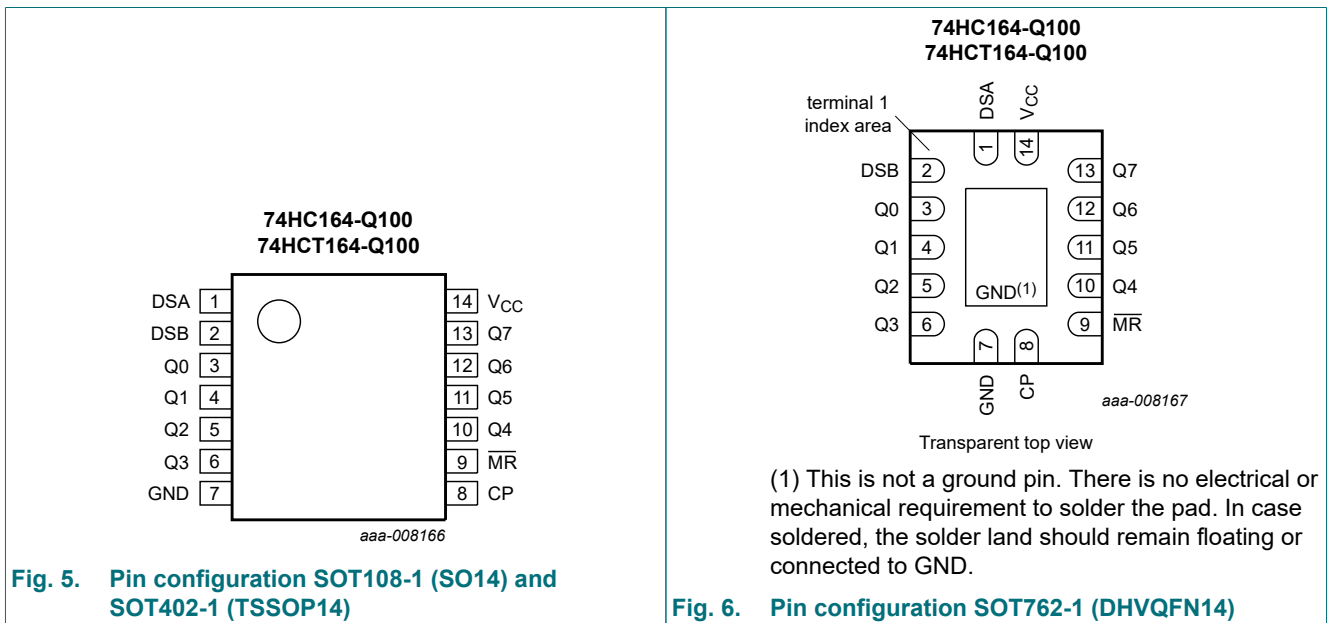 74HC164-Q100
74HCT164-Q100
DSA 1
14 VCC
DSB 2
13 Q7
Q0 3
12 Q6
Q1 4
11 Q5
Q2 5
10 Q4
Q3 6
9 MR
GND 7
8 CP
aaa-008166
Fig. 5. Pin configuration SOT108-1 (SO14) and
SOT402-1 (TSSOP14)
74HC164-Q100
74HCT164-Q100
terminal 1
index area
DSA
VCC
1
14
DSB 2
13 Q7
Q0 3
12 Q6
Q1 4
11 Q5
Q2 5
GND(1)
10 Q4
Q3 6
9 MR
7
8
GND
CP
aaa-008167
Transparent top view
(1) This is not a ground pin. There is no electrical or
mechanical requirement to solder the pad. In case
soldered, the solder land should remain floating or
connected to GND.
Fig. 6. Pin configuration SOT762-1 (DHVQFN14)